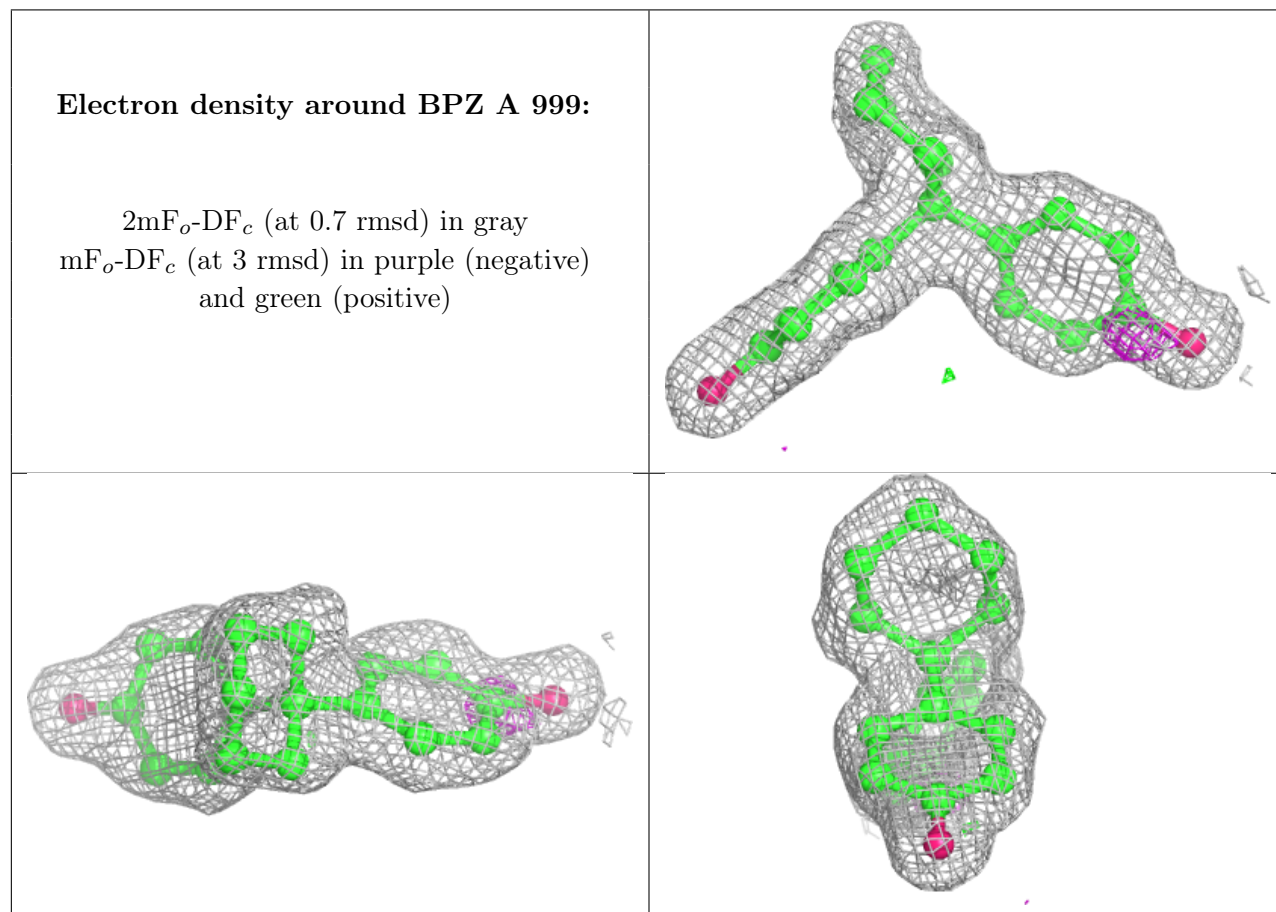 Electron density around BPZ A 999:
2mFo-DFc (at 0.7 rmsd) in gray
mFo-DFc (at 3 rmsd) in purple (negative)
and green (positive)